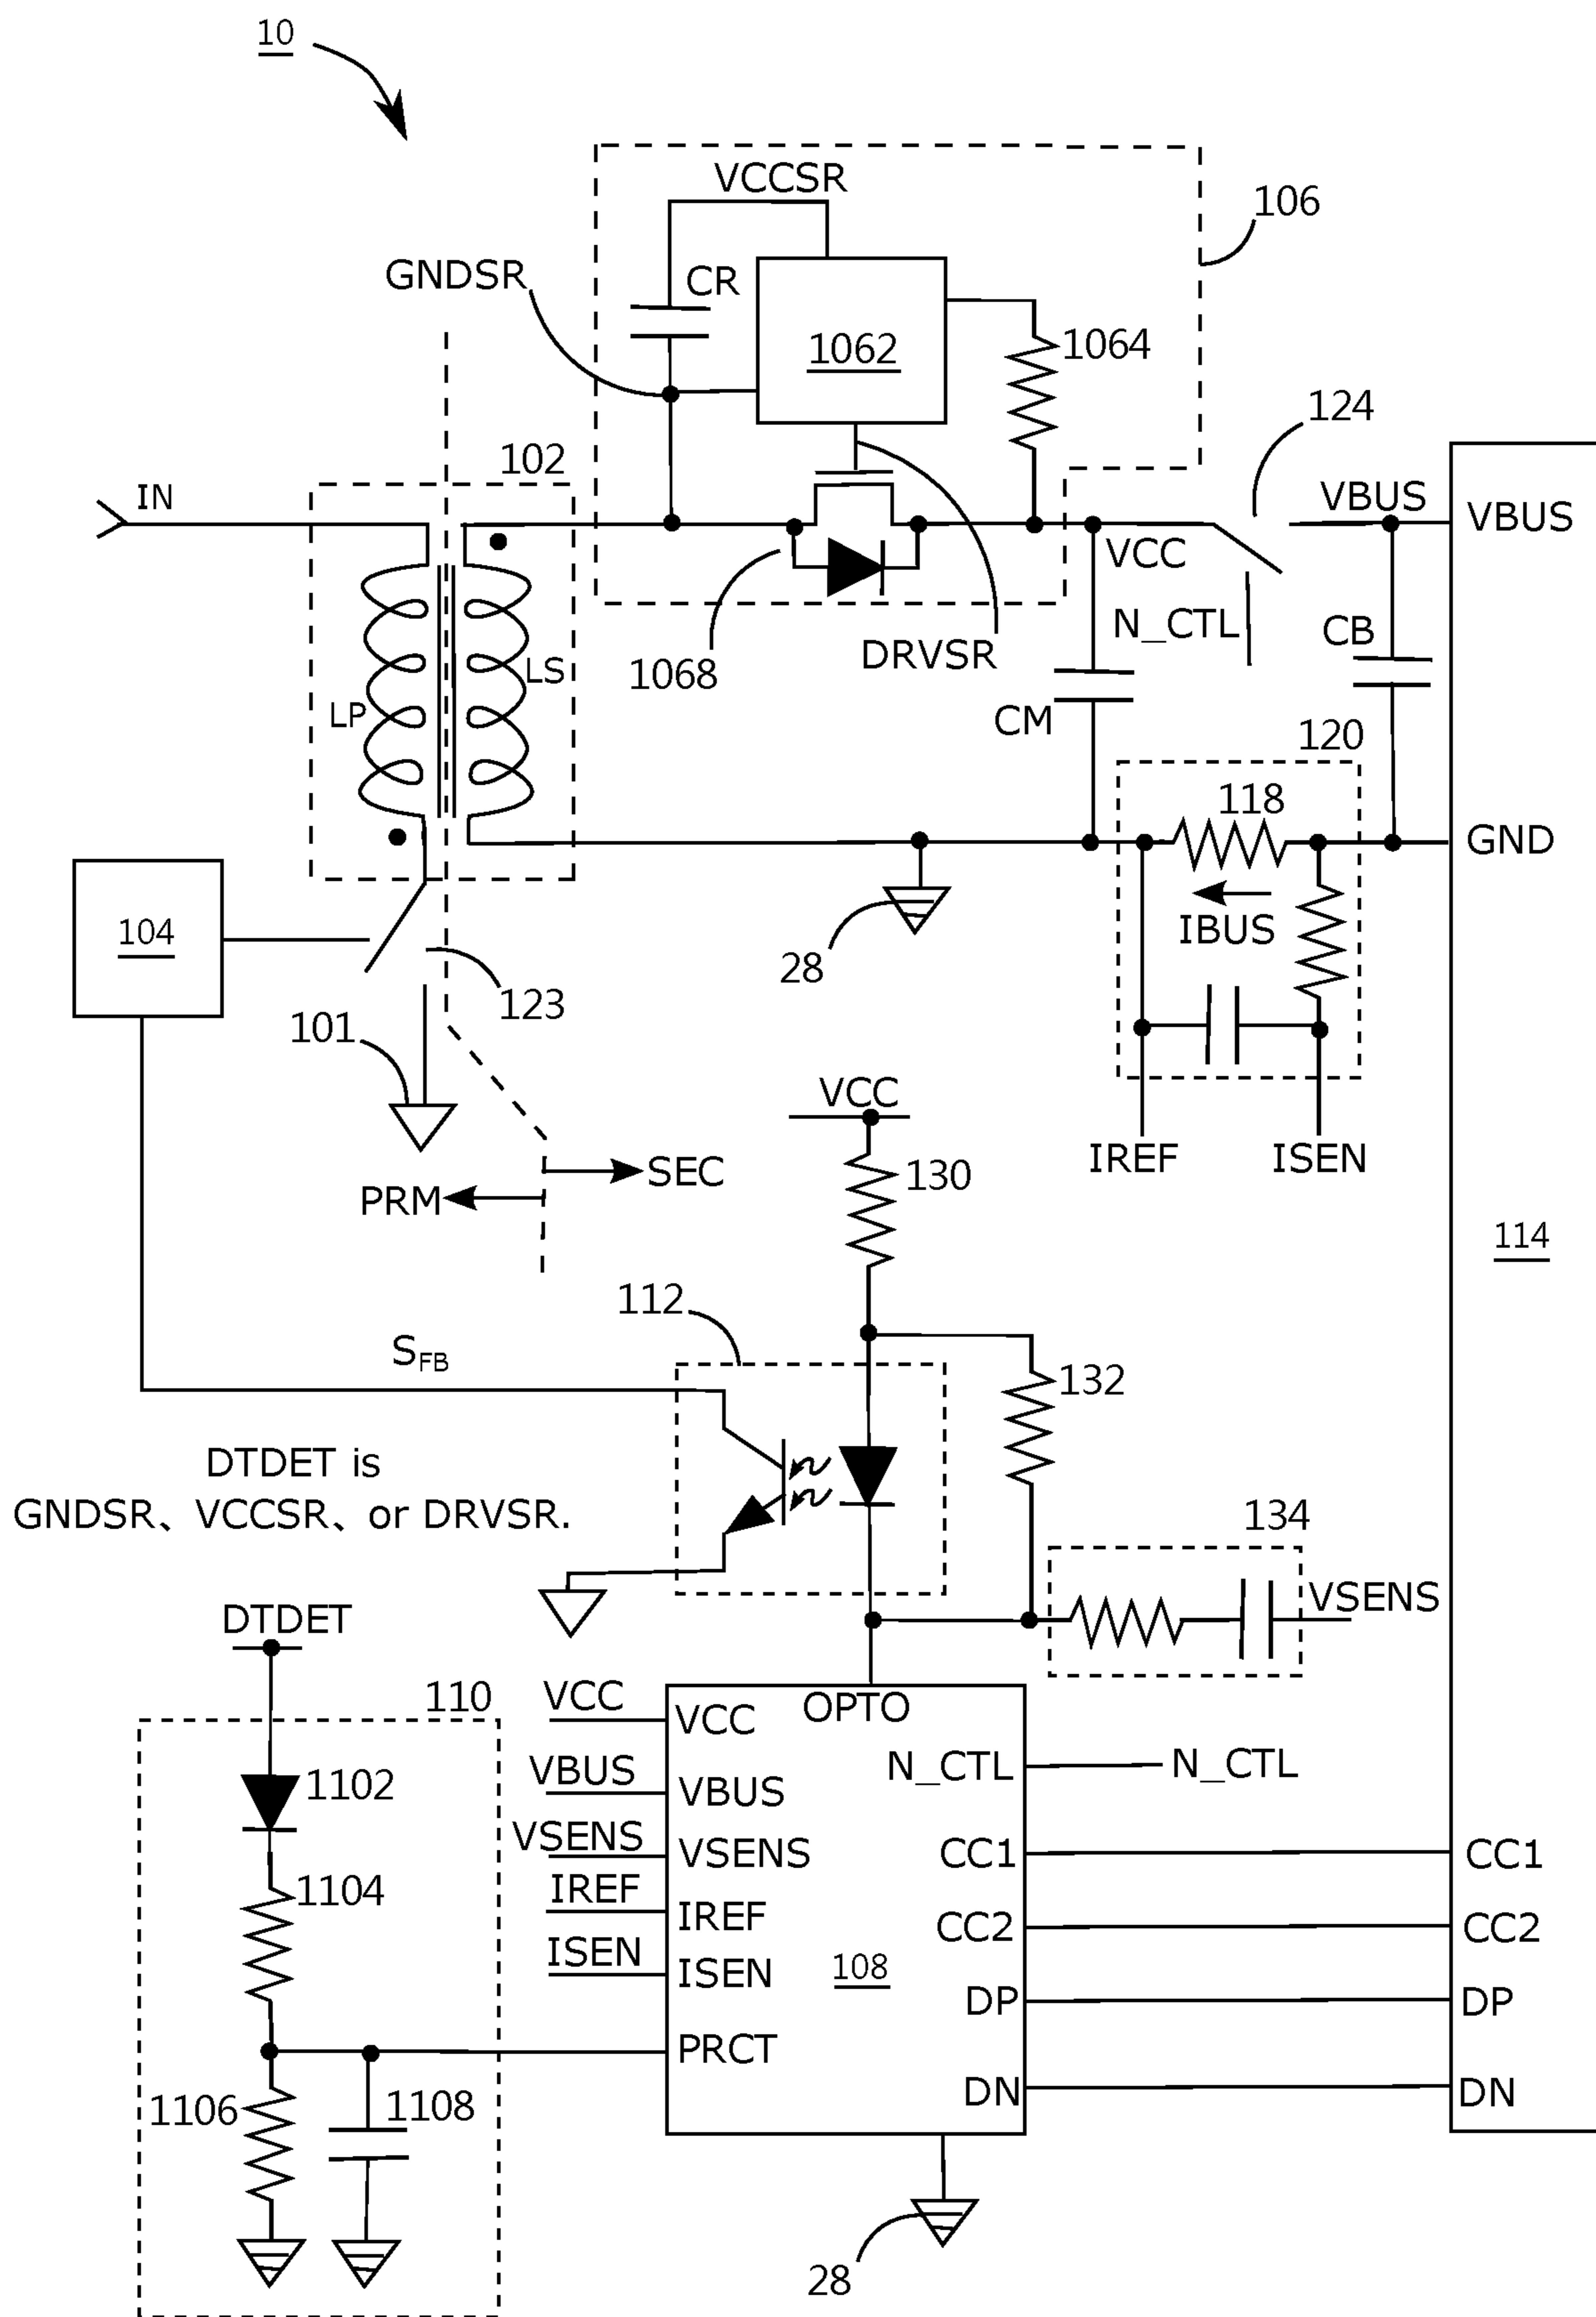 10
VCCSR
106
GNDSR
CR
1062
1064
124
102
IN
VBUS
VBUS
VCC
N_CTL
CB
DRVSR
1068
LS
LP
CM
120
118
GND
IBUS
104
28
123
101
VCC
IREF
ISEN
SEC
130
PRM
114
112
S_FB
132
DTDET is
GNDSR、VCCSR、or DRVSR.
134
VSENS
DTDET
110
VCC
VCC
OPTO
N_CTL
N_CTL
1102
VBUS
VBUS
VSENS
VSENS
CC1
CC1
1104
IREF
IREF
CC2
CC2
ISEN
ISEN
108
DP
DP
PRCT
DN
DN
1106
1108
28